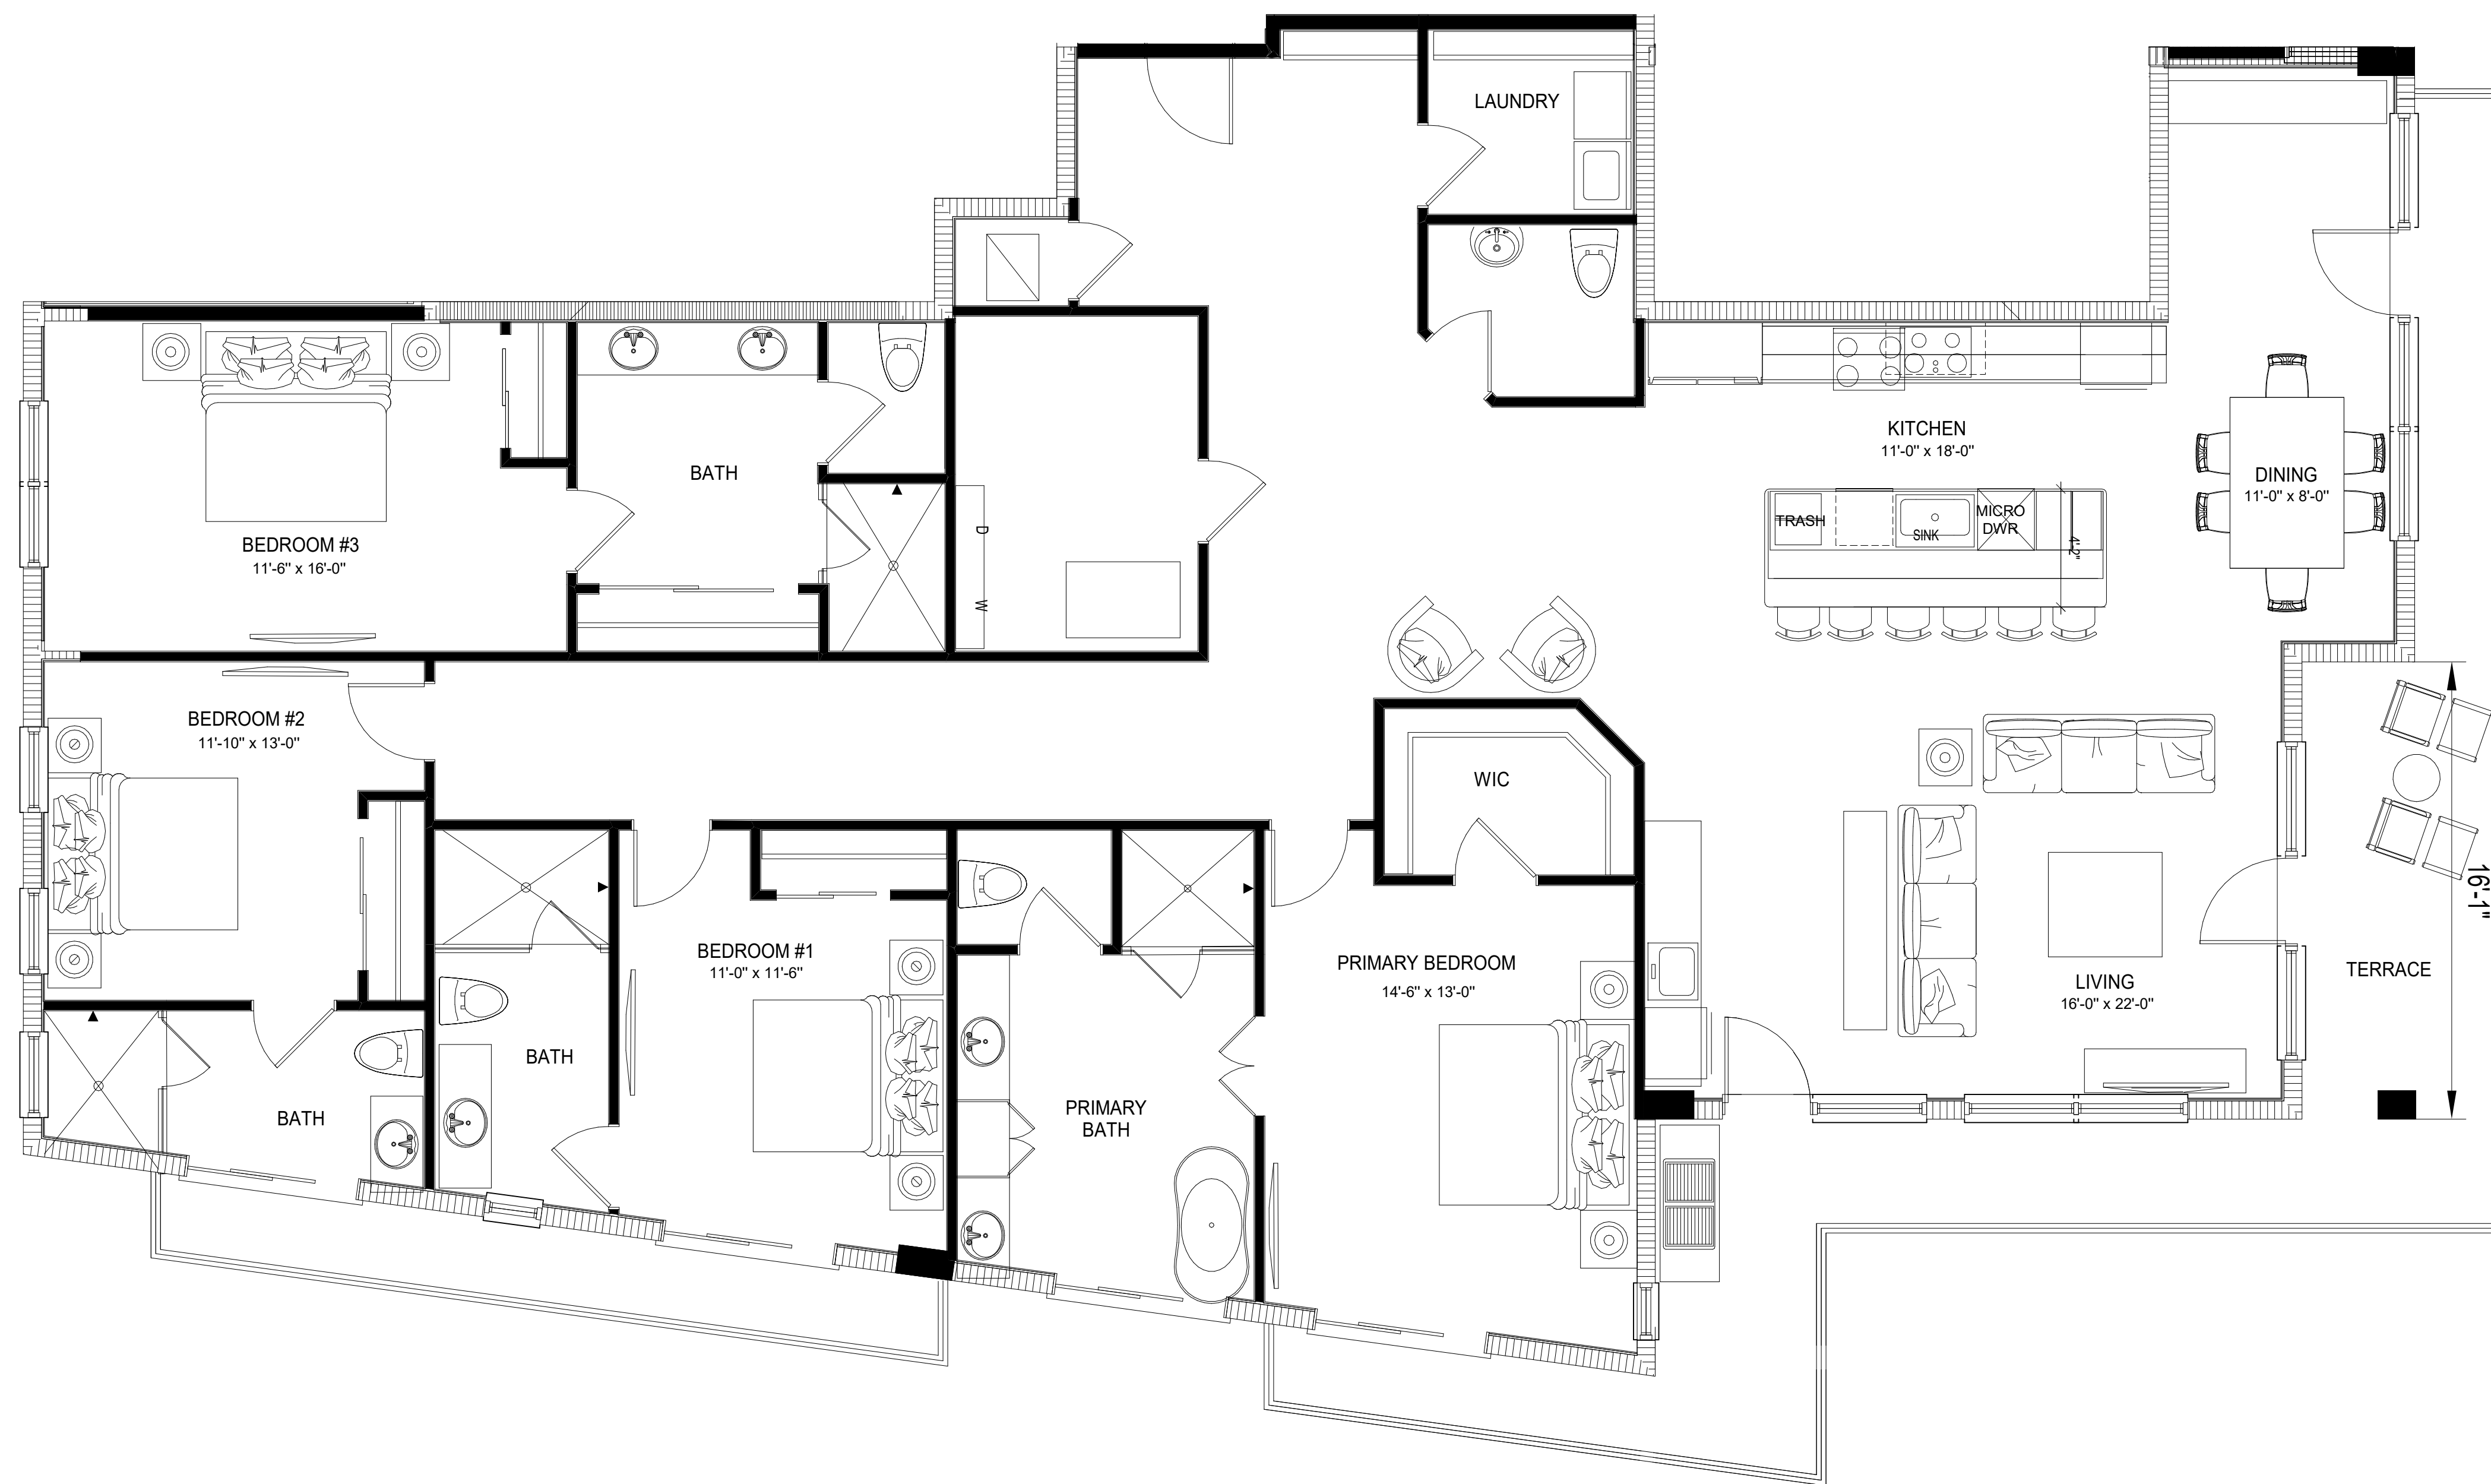 LAUNDRY
KITCHEN
11'-0" x 18'-0"
DINING
11'-0" x 8'-0"
BATH
TRASH
SINK
MICRO
DWR
4'-2"
D
W
BEDROOM #3
11'-6" x 16'-0"
BEDROOM #2
11'-10" x 13'-0"
WIC
BEDROOM #1
11'-0" x 11'-6"
PRIMARY BEDROOM
14'-6" x 13'-0"
LIVING
16'-0" x 22'-0"
TERRACE
16'-1"
BATH
BATH
PRIMARY
BATH